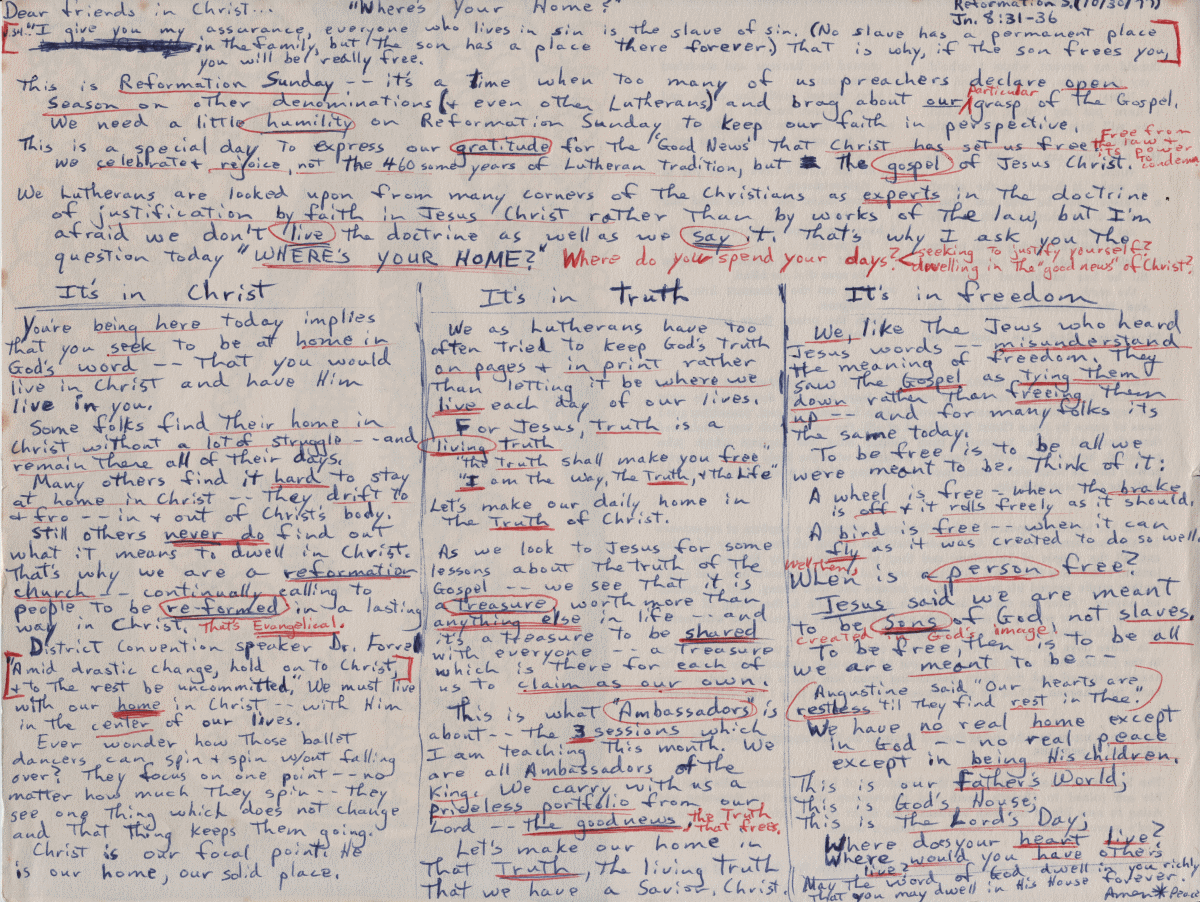 Dear friends in Christ... "Where's Your Home?" Reformation S. (10/30/77)
Jn. 8:31-36
34. "I give you my assurance, everyone who lives in sin is the slave of sin. (No slave has a permanent place
in the family, but the son has a place there forever.) That is why, if the son frees you,
you will be really free.
This is Reformation Sunday -- it's a time when too many of us preachers declare open
season on other denominations (+ even other Lutherans) and brag about our particular grasp of the Gospel.
We need a little humility on Reformation Sunday to keep our faith in perspective.
This is a special day to express our gratitude for the "Good News" that Christ has set us free Free from the law + its power to condemn
We celebrate + rejoice, not the 460 some years of Lutheran tradition, but the gospel of Jesus Christ.
We Lutherans are looked upon from many corners of the Christians as experts in the doctrine
of justification by faith in Jesus Christ rather than by works of the law, but I'm
afraid we don't live the doctrine as well as we say it. That's why I ask you the
question today "WHERE'S YOUR HOME?" Where do you spend your days? seeking to justify yourself?
dwelling in the "good news" of Christ?
It's in Christ
You're being here today implies
that you seek to be at home in
God's word -- that you would
live in Christ and have Him
live in you.
Some folks find their home in
Christ without a lot of struggle -- and
remain there all of their days.
Many others find it hard to stay
at home in Christ -- they drift to
+ fro -- in + out of Christ's body.
Still others never do find out
what it means to dwell in Christ.
That's why we are a reformation
church -- continually calling to
people to be re-formed in a lasting
way in Christ. That's Evangelical.
District Convention speaker Dr. Forrel
"Amid drastic change, hold on to Christ,
+ to the rest be uncommitted." We must live
with our home in Christ -- with Him
in the center of our lives.
Ever wonder how those ballet
dancers can spin + spin w/out falling
over? They focus on one point -- no
matter how much they spin -- they
see one thing which does not change
and that thing keeps them going.
Christ is our focal point. He
is our home, our solid place.
It's in Truth
We as Lutherans have too
often tried to keep God's truth
on pages + in print rather
than letting it be where we
live each day of our lives.
For Jesus, truth is a
living truth
"the truth shall make you free"
"I am the way, the Truth, + the Life"
Let's make our daily home in
the Truth of Christ.
As we look to Jesus for some
lessons about the truth of the
Gospel -- we see that it is
a treasure, worth more than
anything else in life -- and
it's a treasure to be shared
with everyone -- a treasure
which is there for each of
us to claim as our own.
This is what "Ambassadors" is
about -- the 3 sessions which
I am teaching this month. We
are all Ambassadors of the
King. We carry with us a
priceless portfolio from our
Lord -- the good news, the Truth that frees.
Let's make our home in
that Truth, the living truth
that we have a Savior, Christ.
It's in freedom
We, like the Jews who heard
Jesus words -- misunderstand
the meaning of freedom. They
saw the Gospel as tying them
down rather than freeing them
up -- and for many folks its
the same today.
To be free is to be all we
were meant to be. Think of it:
A wheel is free - when the brake
is off + it rolls freely as it should.
A bird is free -- when it can
fly as it was created to do so well.
Well then,
When is a person free?
Jesus said we are meant
to be Sons of God, not slaves.
created in God's image
To be free, then is to be all
we are meant to be --
Augustine said "Our hearts are
restless 'til they find rest in Thee."
We have no real home except
in God -- no real peace
except in being His children.
This is our Father's World;
This is God's House;
This is the Lord's Day;
Where does your heart live?
Where would you have others
live?
May the word of God dwell in you richly
that you may dwell in His House forever.
Amen * Peace